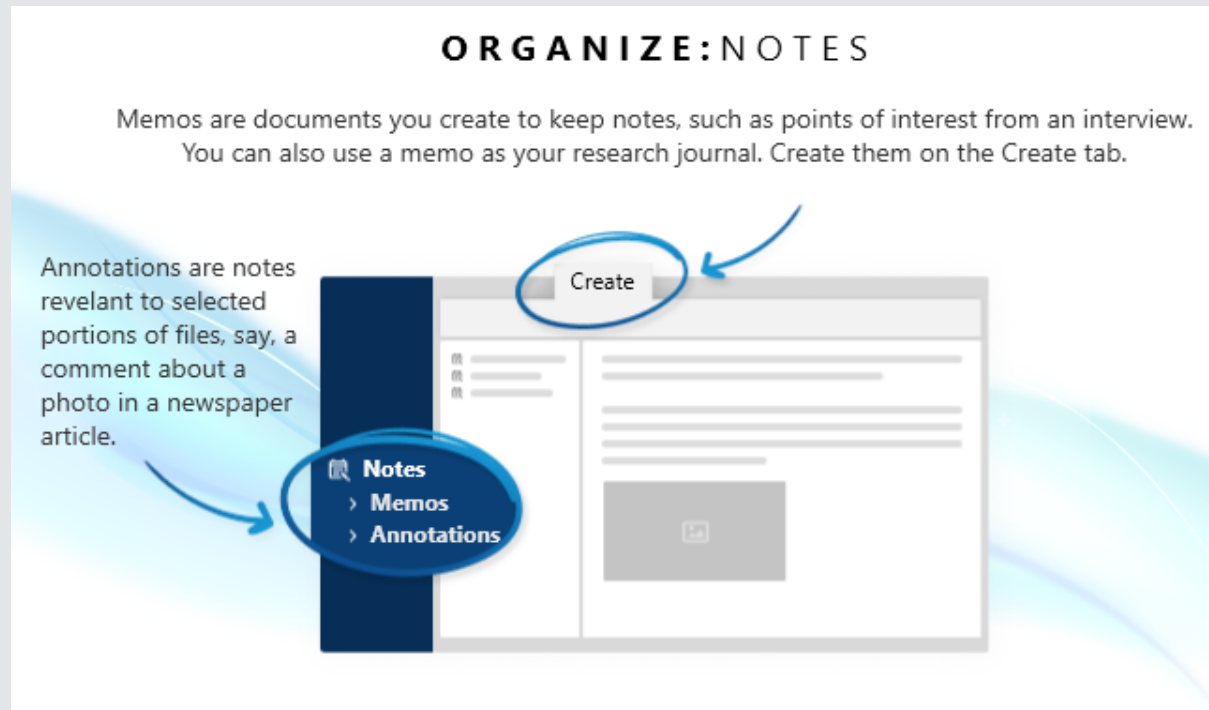 ORGANIZE:NOTES
Memos are documents you create to keep notes, such as points of interest from an interview.
You can also use a memo as your research journal. Create them on the Create tab.
Annotations are notes
revelant to selected
portions of files, say, a
comment about a
photo in a newspaper
article.
Create
Notes
› Memos
› Annotations